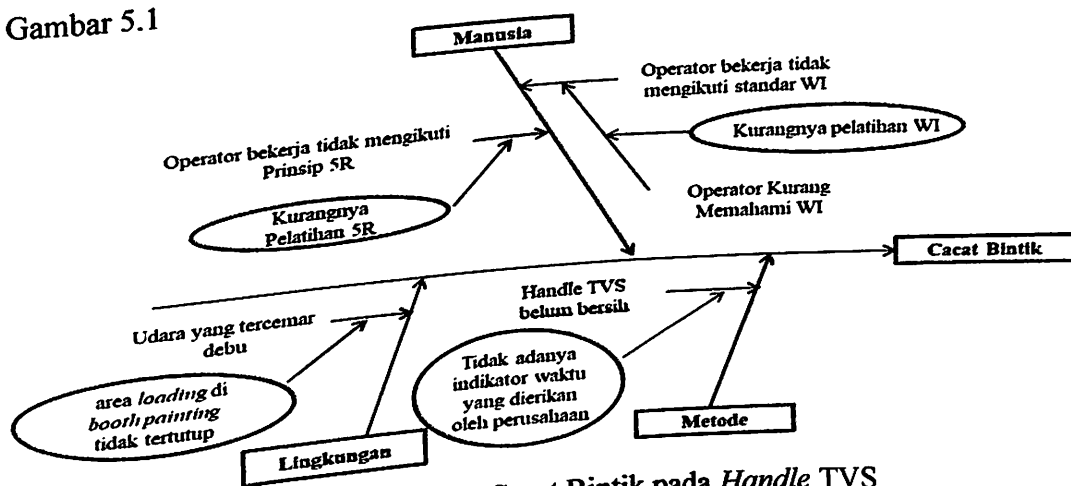 Gambar 5.1
Manusia
Operator bekerja tidak
mengikuti standar WI
Kurangnya pelatihan WI
Operator bekerja tidak mengikuti
Prinsip 5R
Kurangnya
Pelatihan 5R
Operator Kurang
Memahami WI
Cacat Bintik
Handle TVS
belum bersih
Udara yang tercemar
debu
Tidak adanya
indikator waktu
yang dierikan
oleh perusahaan
area loading di
booth painting
tidak tertutup
Metode
Lingkungan
Cacat Bintik pada Handle TVS